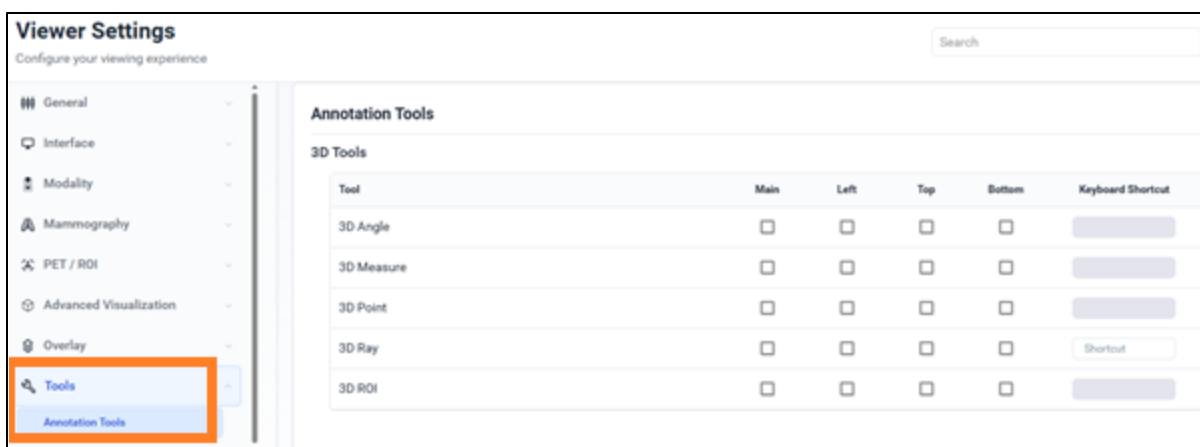 Viewer Settings
Configure your viewing experience
Search
General
Interface
Modality
Mammography
PET / ROI
Advanced Visualization
Overlay
Tools
Annotation Tools
Annotation Tools
3D Tools
Tool Main Left Top Bottom Keyboard Shortcut
3D Angle
3D Measure
3D Point
3D Ray Shortcut
3D ROI